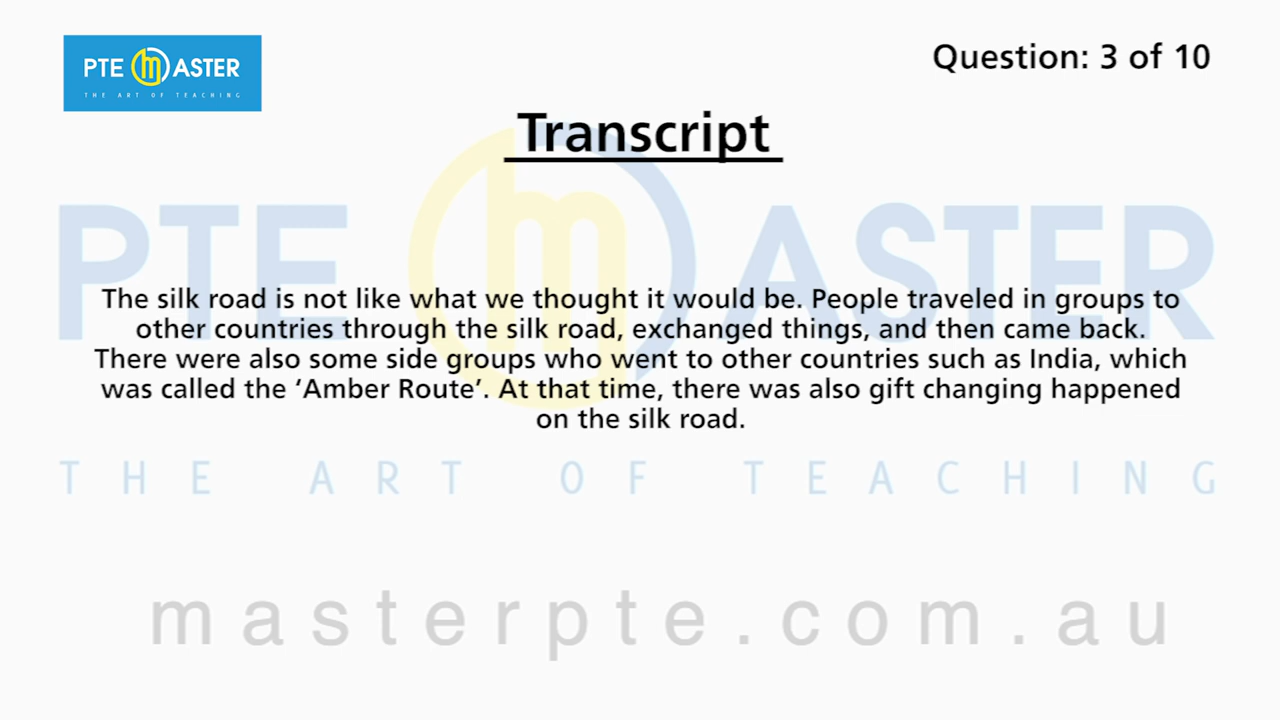 PTE MASTER
THE ART OF TEACHING
Question: 3 of 10
Transcript
PTE MASTER
The silk road is not like what we thought it would be. People traveled in groups to
other countries through the silk road, exchanged things, and then came back.
There were also some side groups who went to other countries such as India, which
was called the ‘Amber Route’. At that time, there was also gift changing happened
on the silk road.
THE ART OF TEACHING
masterpte.com.au